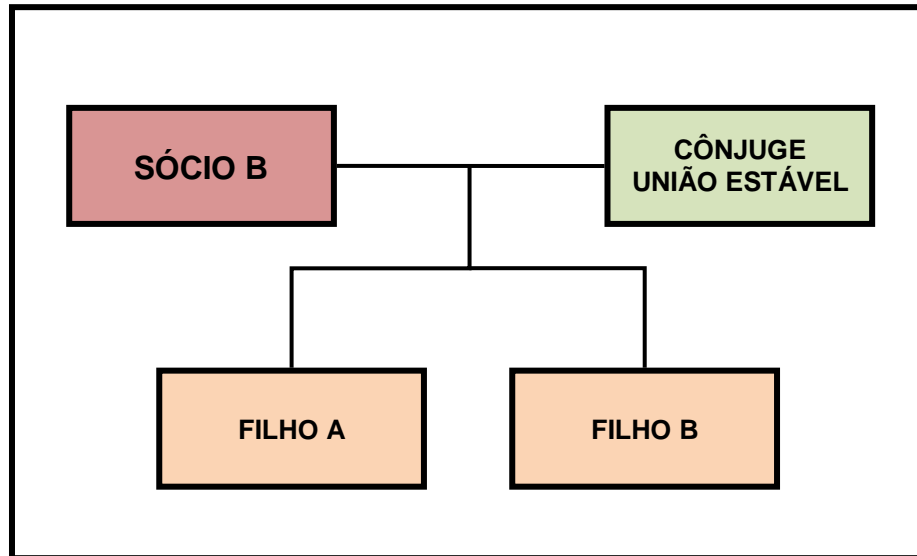 SÓCIO B
CÔNJUGE
UNIÃO ESTÁVEL
FILHO A
FILHO B